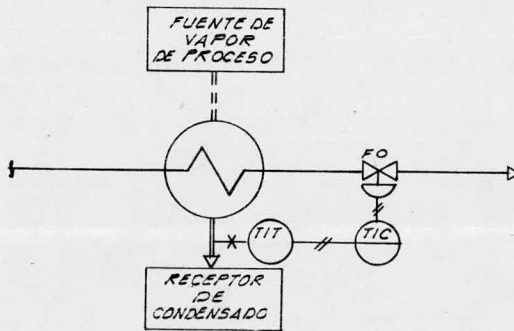 FUENTE DE
VAPOR
DE PROCESO
FO
TIT
TIC
RECEPTOR
DE
CONDENSADO